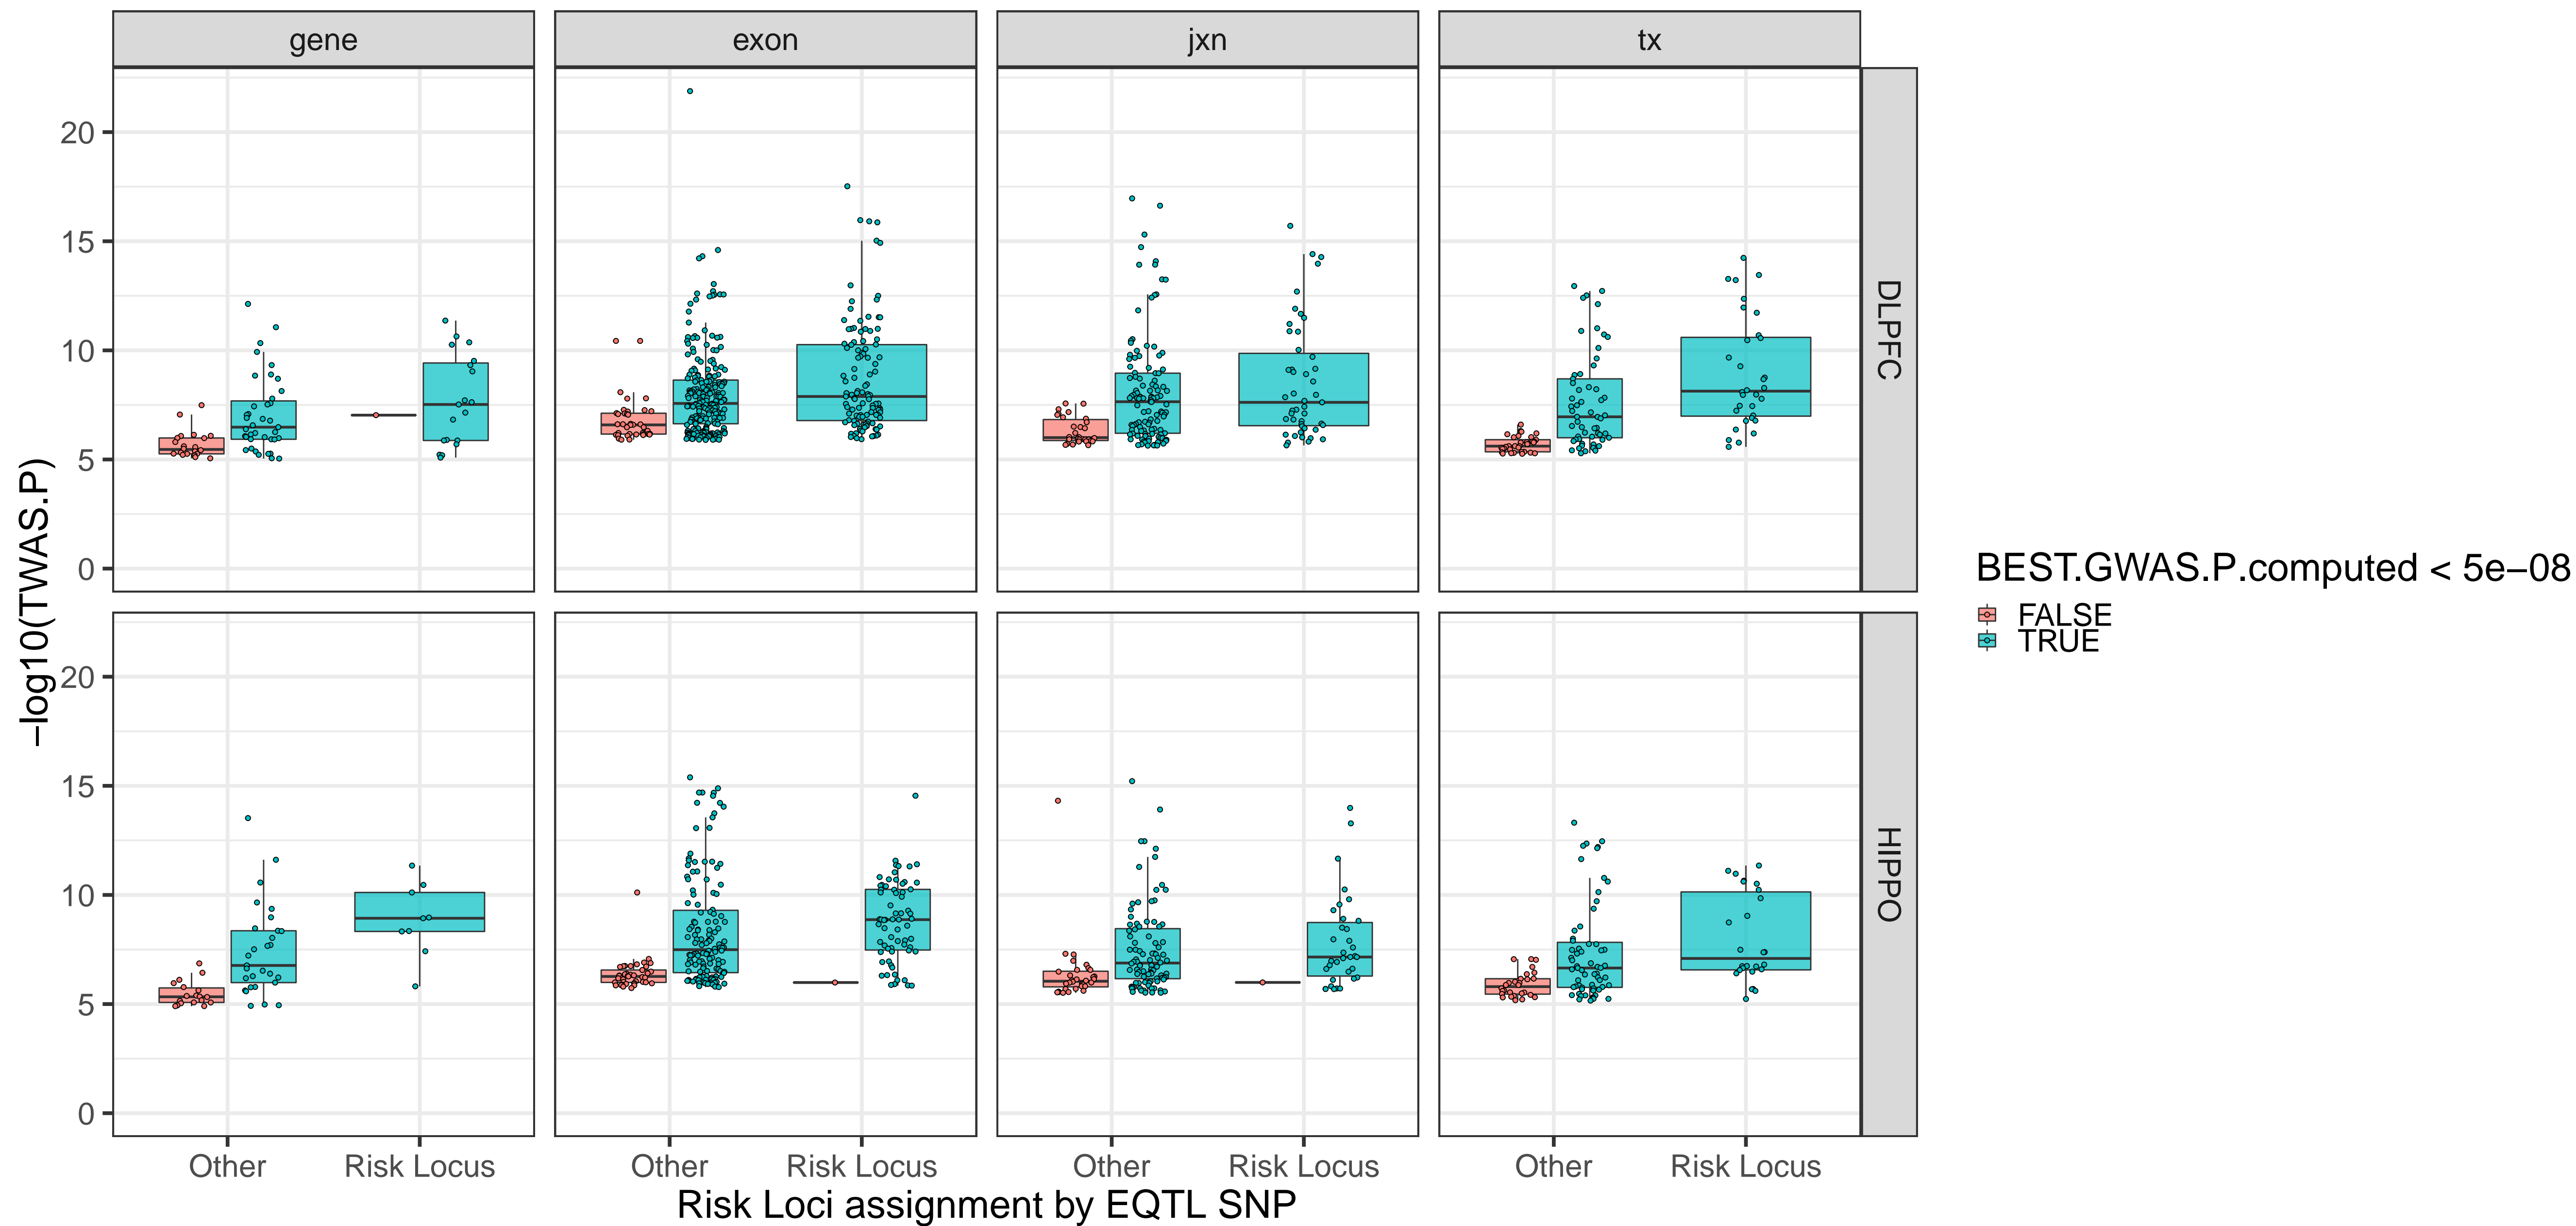 gene
exon
jxn
tx
20
15
10
5
0
DLPFC
20
15
10
5
0
HIPPO
−log10(TWAS.P)
Other
Risk Locus
Other
Risk Locus
Other
Risk Locus
Other
Risk Locus
Risk Loci assignment by EQTL SNP
BEST.GWAS.P.computed < 5e−08
FALSE
TRUE